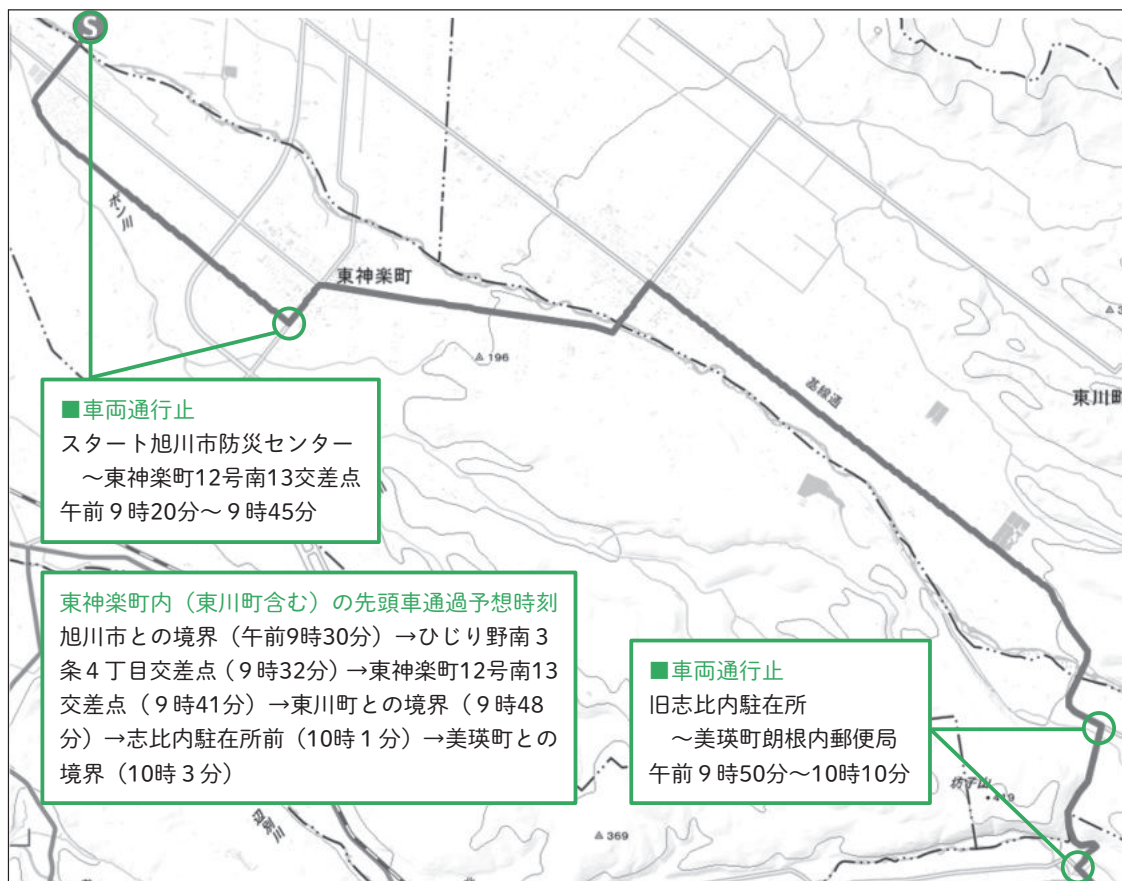 S
ポン川
東神楽町
196
基線通
東川町
■車両通行止
スタート旭川市防災センター
～東神楽町12号南13交差点
午前９時20分～９時45分
東神楽町内（東川町含む）の先頭車通過予想時刻
旭川市との境界（午前9時30分）→ひじり野南３
条４丁目交差点（９時32分）→東神楽町12号南13
交差点（９時41分）→東川町との境界（９時48
分）→志比内駐在所前（10時１分）→美瑛町との
境界（10時３分）
■車両通行止
旧志比内駐在所
～美瑛町朗根内郵便局
午前９時50分～10時10分
辺別川
369